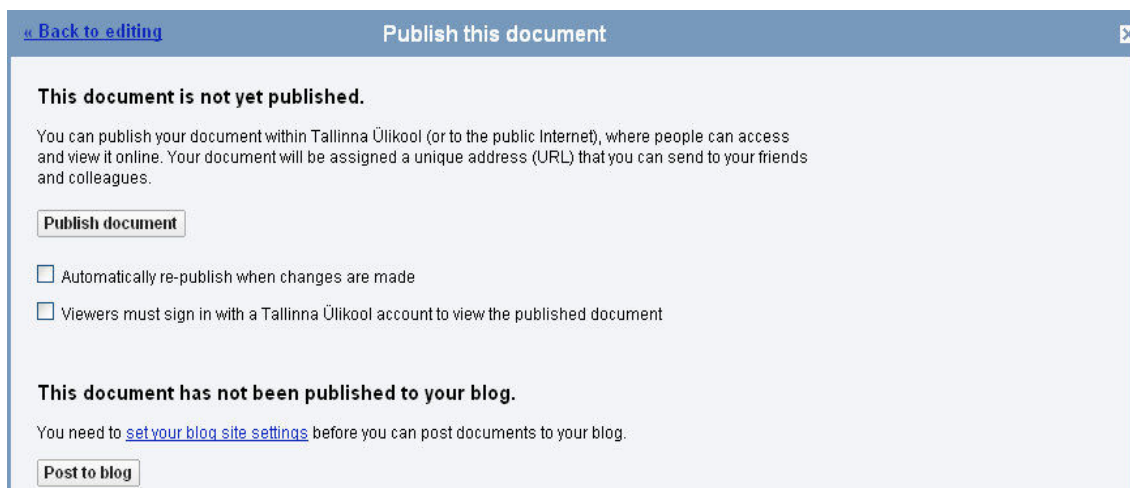 « Back to editing
Publish this document
This document is not yet published.
You can publish your document within Tallinna Ülikool (or to the public Internet), where people can access
and view it online. Your document will be assigned a unique address (URL) that you can send to your friends
and colleagues.
Publish document
Automatically re-publish when changes are made
Viewers must sign in with a Tallinna Ülikool account to view the published document
This document has not been published to your blog.
You need to set your blog site settings before you can post documents to your blog.
Post to blog